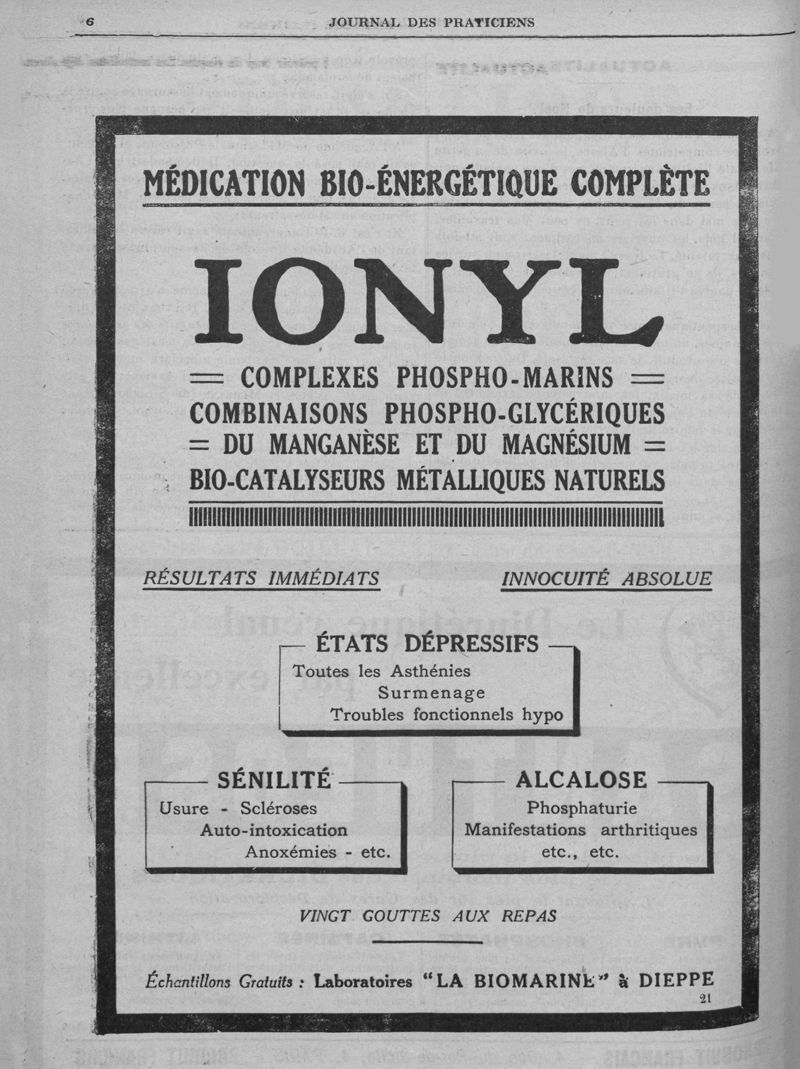 6
JOURNAL DES PRATICIENS
MÉDICATION BIO-ÉNERGÉTIQUE COMPLÈTE
IONYL
= COMPLEXES PHOSPHO-MARINS =
COMBINAISONS PHOSPHO-GLYCÉRIQUES
= DU MANGANÈSE ET DU MAGNÉSIUM =
BIO-CATALYSEURS MÉTALLIQUES NATURELS
RÉSULTATS IMMÉDIATS
INNOCUITÉ ABSOLUE
ÉTATS DÉPRESSIFS
Toutes les Asthénies
Surmenage
Troubles fonctionnels hypo
SÉNILITÉ
Usure - Scléroses
Auto-intoxication
Anoxémies - etc.
ALCALOSE
Phosphaturie
Manifestations arthritiques
etc., etc.
VINGT GOUTTES AUX REPAS
Échantillons Gratuits : Laboratoires “LA BIOMARINE” à DIEPPE
21